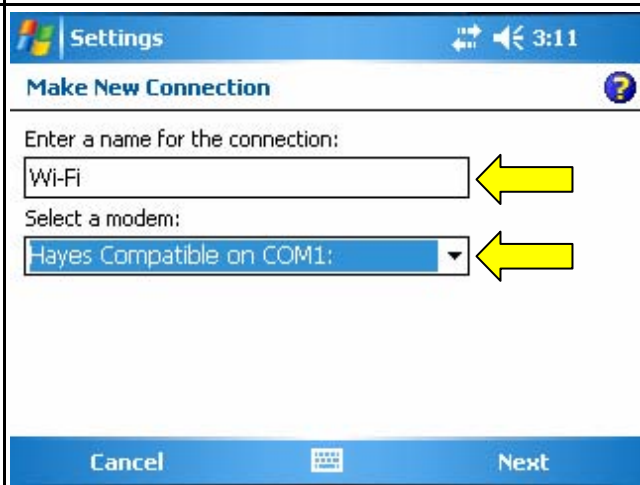 Settings
3:11
Make New Connection
?
Enter a name for the connection:
Wi-Fi
Select a modem:
Hayes Compatible on COM1:
Cancel
Next